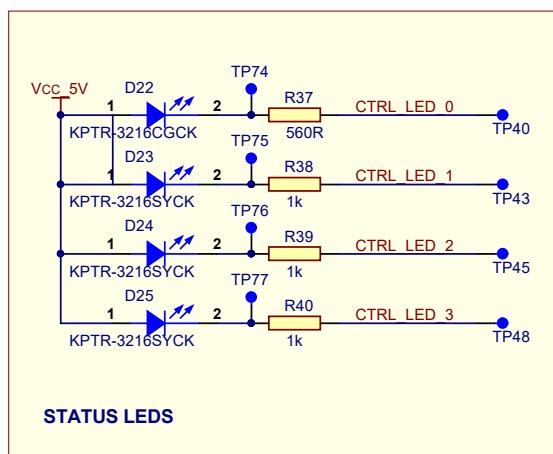 VCC_5V
D22
1
2
TP74
R37
CTRL_LED_0
KPTR-3216CGCK
560R
TP40
D23
1
2
TP75
R38
CTRL_LED_1
KPTR-3216SYCK
1k
TP43
D24
1
2
TP76
R39
CTRL_LED_2
KPTR-3216SYCK
1k
TP45
D25
1
2
TP77
R40
CTRL_LED_3
KPTR-3216SYCK
1k
TP48
STATUS LEDS